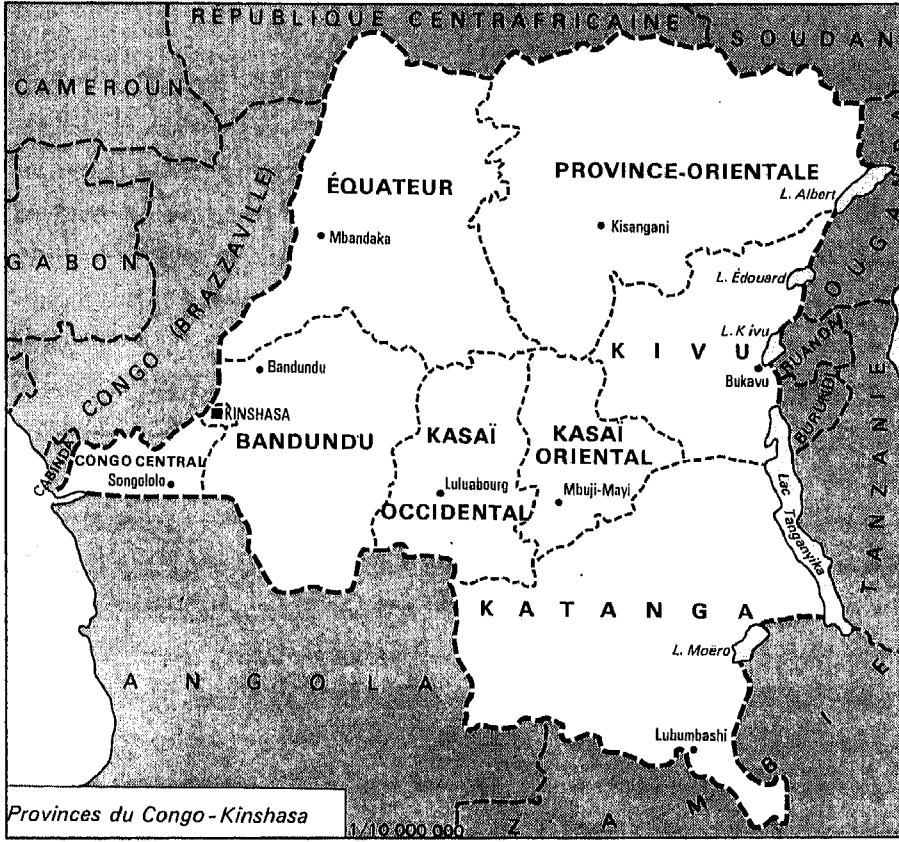 RÉPUBLIQUE CENTRAFRICAINE
SOUDAN
CAMEROUN
ÉQUATEUR
PROVINCE-ORIENTALE
L. Albert
Mbandaka
Kisangani
GABON
OUGANDA
CONGO (BRAZZAVILLE)
L. Édouard
L. Kivu
RUANDA
KIVU
Bandundu
Bukavu
KINSHASA
BURUNDI
BANDUNDU
KASAÏ
KASAÏ
ORIENTAL
CABINDA
CONGO CENTRAL
Songololo
Luluabourg
Mbuji-Mayi
OCCIDENTAL
Lac
Tanganyika
TANZANIE
KATANGA
L. Moëro
ANGOLA
Lubumbashi
ZAMBIE
Provinces du Congo-Kinshasa
1/10 000 000